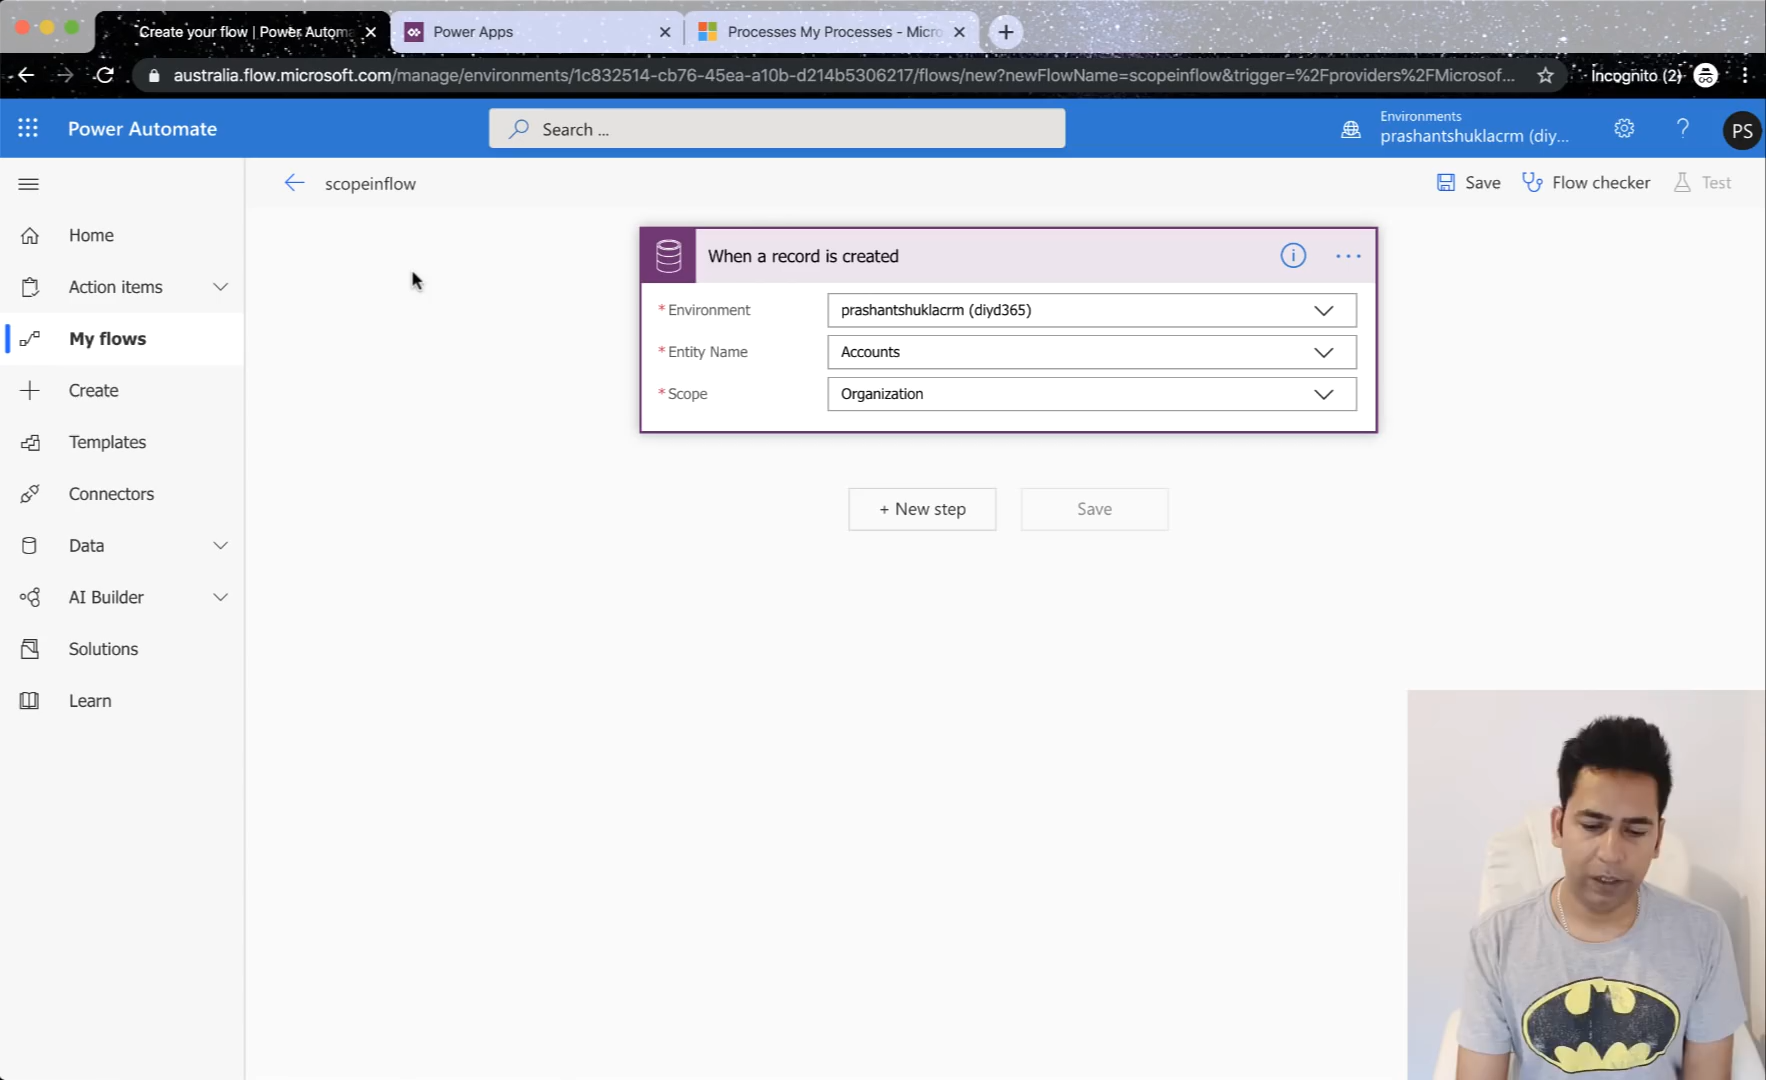 Create your flow | Power Autom
Power Apps
Processes My Processes - Micro
australia.flow.microsoft.com/manage/environments/1c832514-cb76-45ea-a10b-d214b5306217/flows/new?newFlowName=scopeinflow&trigger=%2Fproviders%2FMicrosof...
Incognito (2)
Power Automate
Search ...
Environments
prashantshuklacrm (diy...
?
PS
scopeinflow
Save
Flow checker
Test
Home
Action items
My flows
Create
Templates
Connectors
Data
AI Builder
Solutions
Learn
When a record is created
* Environment
prashantshuklacrm (diyd365)
* Entity Name
Accounts
* Scope
Organization
+ New step
Save